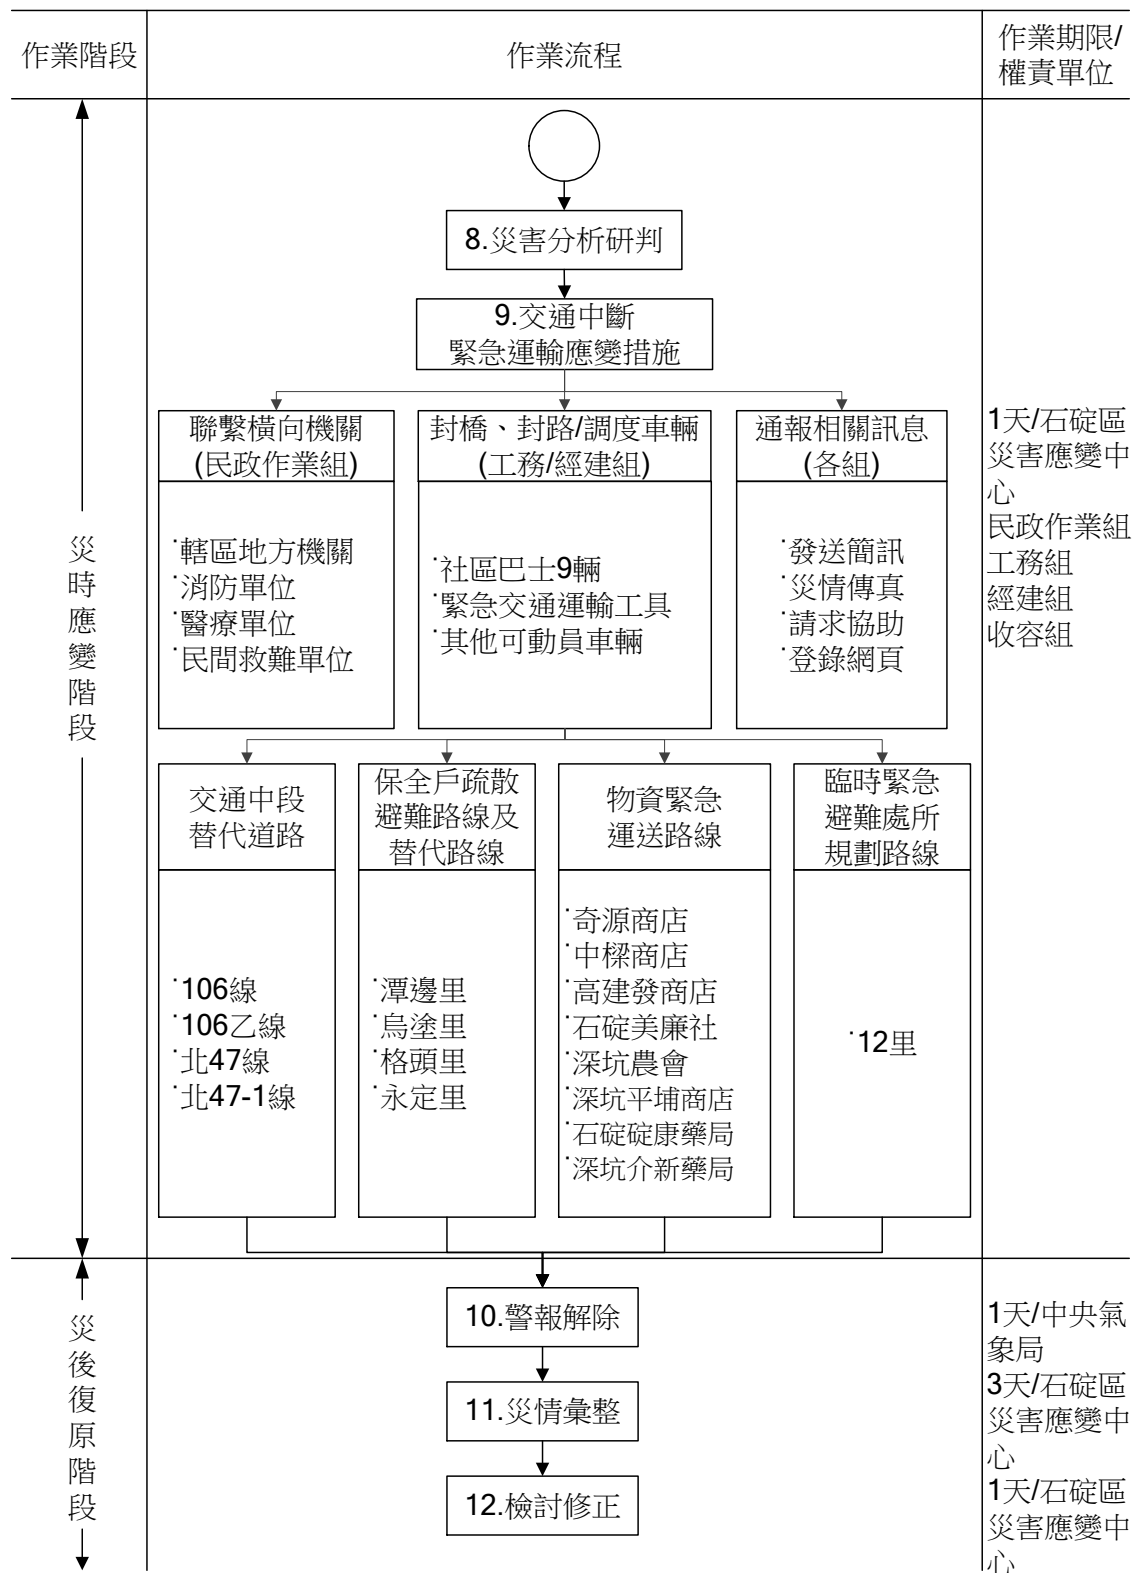 作業階段
作業流程
作業期限/
權責單位
災
時
應
變
階
段
8.災害分析研判
9.交通中斷
緊急運輸應變措施
聯繫橫向機關
(民政作業組)
˙轄區地方機關
˙消防單位
˙醫療單位
˙民間救難單位
封橋、封路/調度車輛
(工務/經建組)
˙社區巴士9輛
˙緊急交通運輸工具
˙其他可動員車輛
通報相關訊息
(各組)
˙發送簡訊
˙災情傳真
˙請求協助
˙登錄網頁
交通中段
替代道路
˙106線
˙106乙線
˙北47線
˙北47-1線
保全戶疏散
避難路線及
替代路線
˙潭邊里
˙烏塗里
˙格頭里
˙永定里
物資緊急
運送路線
˙奇源商店
˙中樑商店
˙高建發商店
˙石碇美廉社
˙深坑農會
˙深坑平埔商店
˙石碇碇康藥局
˙深坑介新藥局
臨時緊急
避難處所
規劃路線
˙12里
1天/石碇區
災害應變中
心
民政作業組
工務組
經建組
收容組
災
後
復
原
階
段
10.警報解除
11.災情彙整
12.檢討修正
1天/中央氣
象局
3天/石碇區
災害應變中
心
1天/石碇區
災害應變中
心